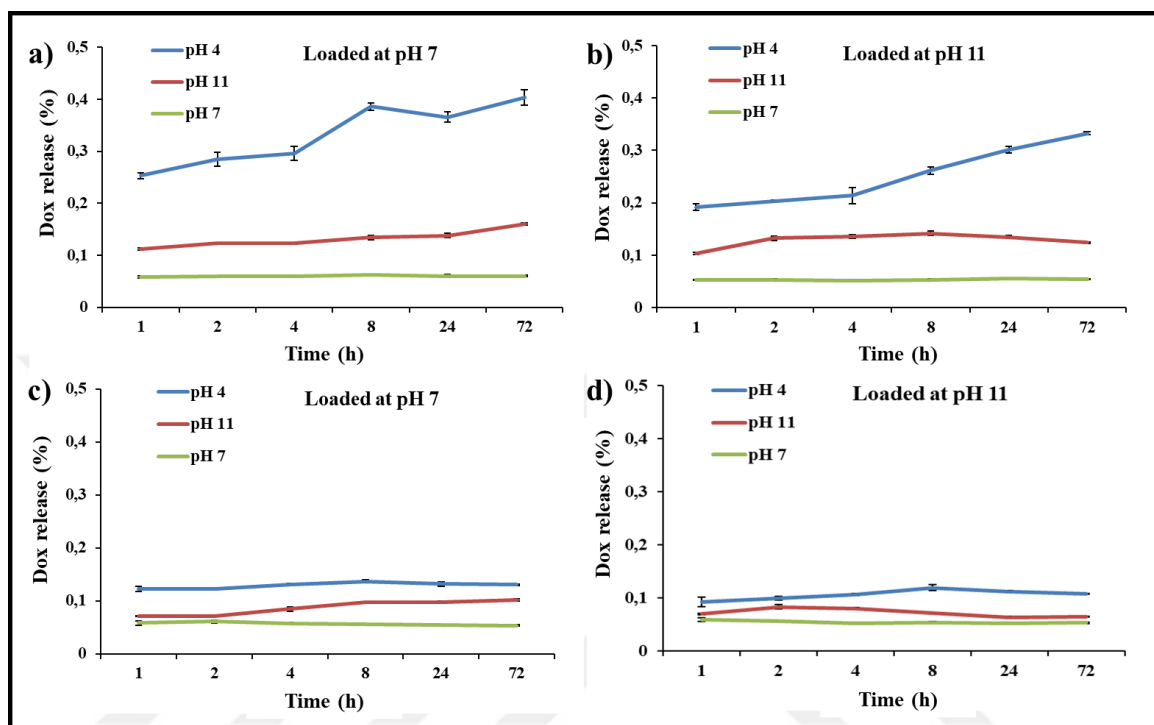 a)
Loaded at pH 7
pH 4
pH 11
pH 7
Dox release (%)
0,5
0,4
0,3
0,2
0,1
0
1 2 4 8 24 72
Time (h)
b)
Loaded at pH 11
pH 4
pH 11
pH 7
Dox release (%)
0,5
0,4
0,3
0,2
0,1
0
1 2 4 8 24 72
Time (h)
c)
Loaded at pH 7
pH 4
pH 11
pH 7
Dox release (%)
0,5
0,4
0,3
0,2
0,1
0
1 2 4 8 24 72
Time (h)
d)
Loaded at pH 11
pH 4
pH 11
pH 7
Dox release (%)
0,5
0,4
0,3
0,2
0,1
0
1 2 4 8 24 72
Time (h)